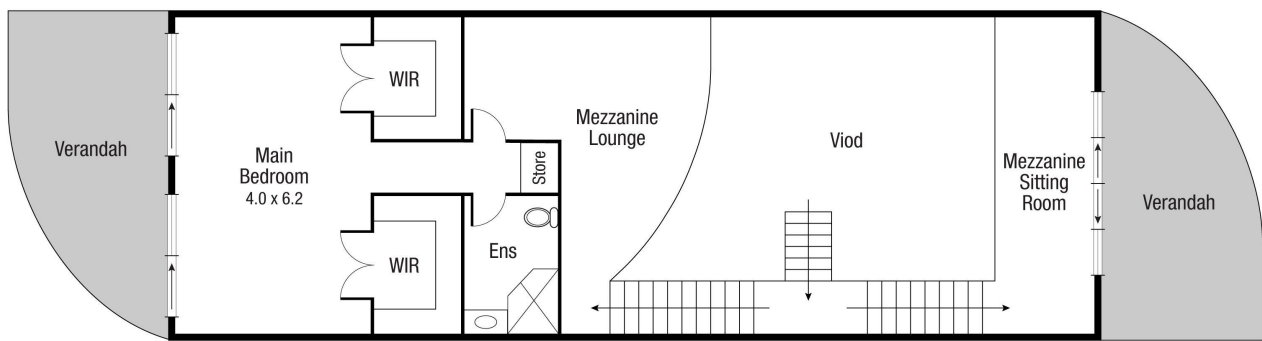 Verandah
Main
Bedroom
4.0 x 6.2
WIR
WIR
Store
Ens
Mezzanine
Lounge
Viod
Mezzanine
Sitting
Room
Verandah